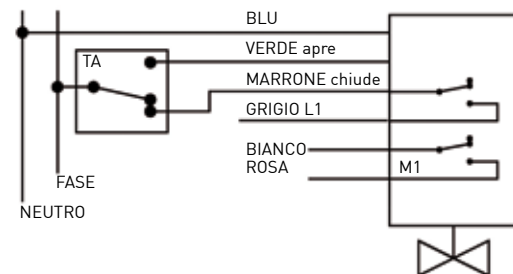 BLU
VERDE apre
TA
MARRONE chiude
GRIGIO L1
BIANCO
ROSA
M1
FASE
NEUTRO